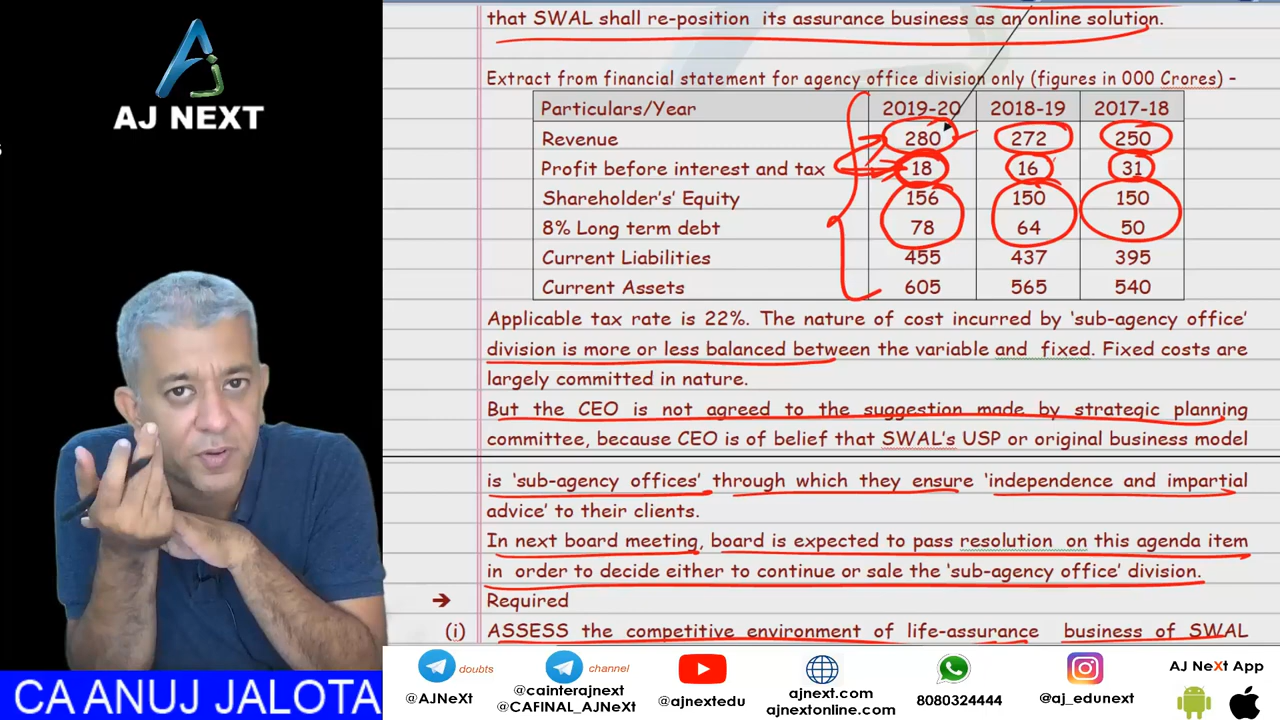 AJ NEXT
that SWAL shall re-position its assurance business as an online solution.
Extract from financial statement for agency office division only (figures in 000 Crores) –
Particulars/Year 2019-20 2018-19 2017-18
Revenue 280 272 250
Profit before interest and tax 18 16 31
Shareholder's' Equity 156 150 150
8% Long term debt 78 64 50
Current Liabilities 455 437 395
Current Assets 605 565 540
Applicable tax rate is 22%. The nature of cost incurred by 'sub-agency office'
division is more or less balanced between the variable and fixed. Fixed costs are
largely committed in nature.
But the CEO is not agreed to the suggestion made by strategic planning
committee, because CEO is of belief that SWAL's USP or original business model
is 'sub-agency offices' through which they ensure 'independence and impartial
advice' to their clients.
In next board meeting, board is expected to pass resolution on this agenda item
in order to decide either to continue or sale the 'sub-agency office' division.
→ Required
(i) ASSESS the competitive environment of life-assurance business of SWAL
CA ANUJ JALOTA
doubts
@AJNeXt
channel
@cainterajnext
@CAFINAL_AJNeXt
@ajnextedu
ajnext.com
ajnextonline.com
8080324444
@aj_edunext
AJ NeXt App